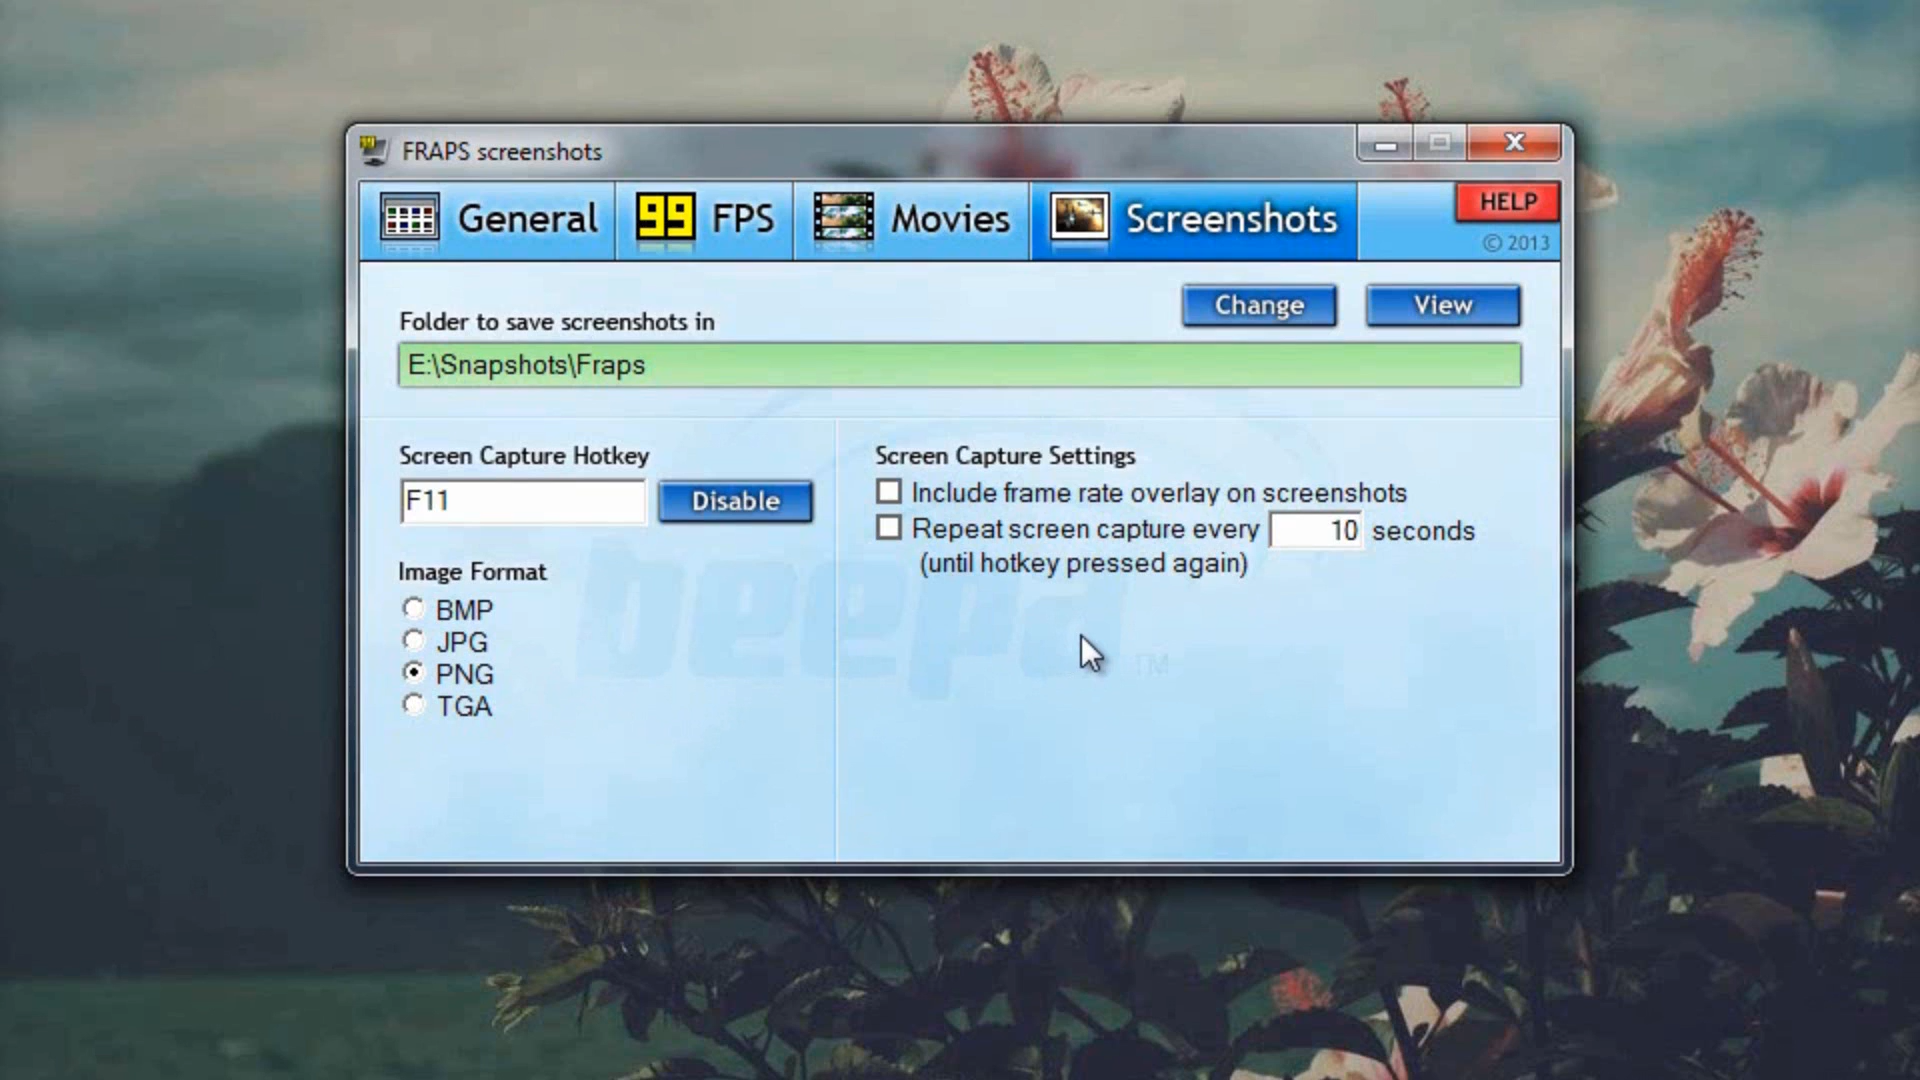 FRAPS screenshots
General
99 FPS
Movies
Screenshots
HELP
© 2013
Folder to save screenshots in
Change
View
E:\Snapshots\Fraps
Screen Capture Hotkey
F11
Disable
Image Format
BMP
JPG
PNG
TGA
Screen Capture Settings
Include frame rate overlay on screenshots
Repeat screen capture every 10 seconds
(until hotkey pressed again)
beepa TM